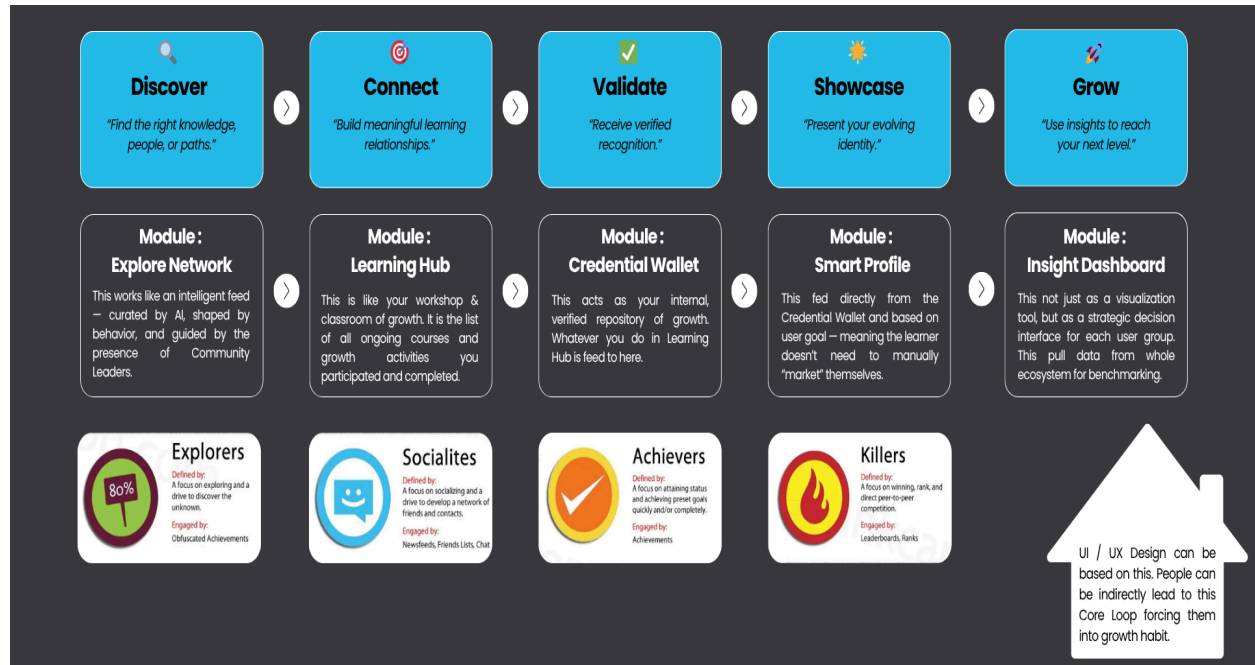 Discover
“Find the right knowledge,
people, or paths.”
Connect
“Build meaningful learning
relationships.”
Validate
“Receive verified
recognition.”
Showcase
“Present your evolving
identity.”
Grow
“Use insights to reach
your next level.”
Module :
Explore Network
This works like an intelligent feed
— curated by AI, shaped by
behavior, and guided by the
presence of Community
Leaders.
Module :
Learning Hub
This is like your workshop &
classroom of growth. It is the list
of all ongoing courses and
growth activities you
participated and completed.
Module :
Credential Wallet
This acts as your internal,
verified repository of growth.
Whatever you do in Learning
Hub is feed to here.
Module :
Smart Profile
This fed directly from the
Credential Wallet and based on
user goal — meaning the learner
doesn’t need to manually
“market” themselves.
Module :
Insight Dashboard
This not just as a visualization
tool, but as a strategic decision
interface for each user group.
This pull data from whole
ecosystem for benchmarking.
80%
Explorers
Defined by:
A focus on exploring and a
drive to discover the
unknown.
Engaged by:
Obfuscated Achievements
Socialites
Defined by:
A focus on socializing and a
drive to develop a network of
friends and contacts.
Engaged by:
Newsfeeds, Friends Lists, Chat
Achievers
Defined by:
A focus on attaining status
and achieving preset goals
quickly and/or completely.
Engaged by:
Achievements
Killers
Defined by:
A focus on winning, rank, and
direct peer-to-peer
competition.
Engaged by:
Leaderboards, Ranks
UI / UX Design can be
based on this. People can
be indirectly lead to this
Core Loop forcing them
into growth habit.